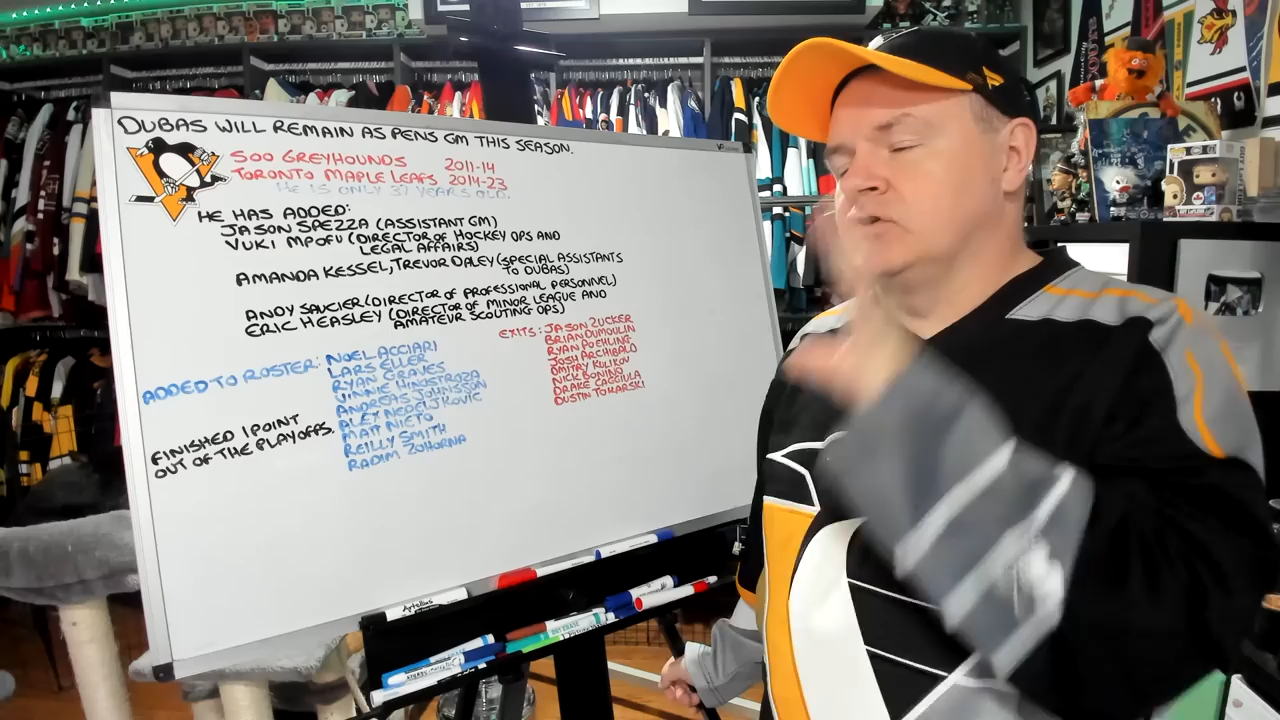 DUBAS WILL REMAIN AS PENS GM THIS SEASON.
SOO GREYHOUNDS 2011-14
TORONTO MAPLE LEAFS 2014-23
HE IS ONLY 37 YEARS OLD.
HE HAS ADDED:
JASON SPEZZA (ASSISTANT GM)
VUKI MPOFU (DIRECTOR OF HOCKEY OPS AND
LEGAL AFFAIRS)
AMANDA KESSEL, TREVOR DALEY (SPECIAL ASSISTANTS
TO DUBAS)
ANDY SAUCIER (DIRECTOR OF PROFESSIONAL PERSONNEL)
ERIC HEASLEY (DIRECTOR OF MINOR LEAGUE AND
AMATEUR SCOUTING OPS)
ADDED TO ROSTER: NOEL ACCIARI
LARS ELLER
RYAN GRAVES
VINNIE HINOSTROZA
ANDREAS JOHNSSON
ALEX NEDELJKOVIC
MATT NIETO
REILLY SMITH
RADIM ZOHORNA
EXITS: JASON ZUCKER
BRIAN DUMOULIN
RYAN POEHLING
JOSH ARCHIBALD
DMITRY KULIKOV
NICK BONINO
DRAKE CAGGIULA
DUSTIN TOKARSKI
FINISHED 1 POINT
OUT OF THE PLAYOFFS.